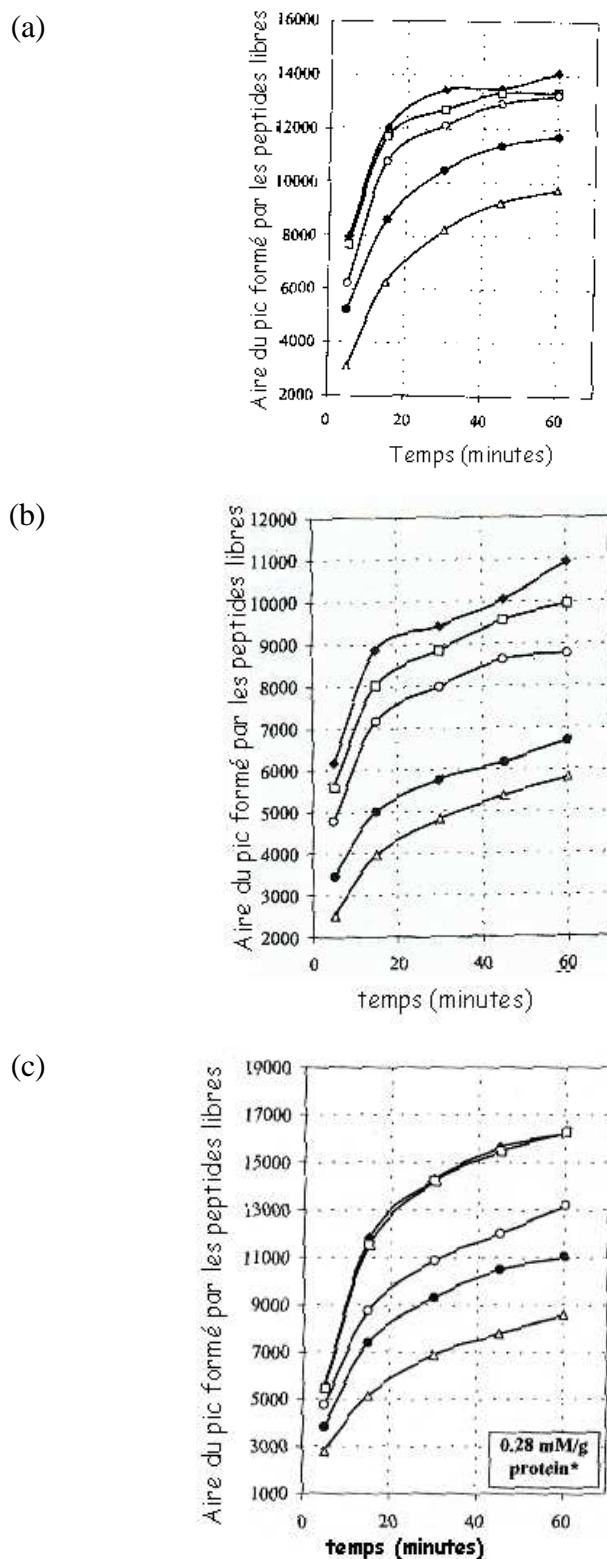 (a)
Aire du pic formé par les peptides libres
16000
14000
12000
10000
8000
6000
4000
2000
0 20 40 60
Temps (minutes)
(b)
Aire du pic formé par les peptides libres
12000
11000
10000
9000
8000
7000
6000
5000
4000
3000
2000
0 20 40 60
temps (minutes)
(c)
Aire du pic formé par les peptides libres
19000
17000
15000
13000
11000
9000
7000
5000
3000
1000
0.28 mM/g
protein*
0 20 40 60
temps (minutes)